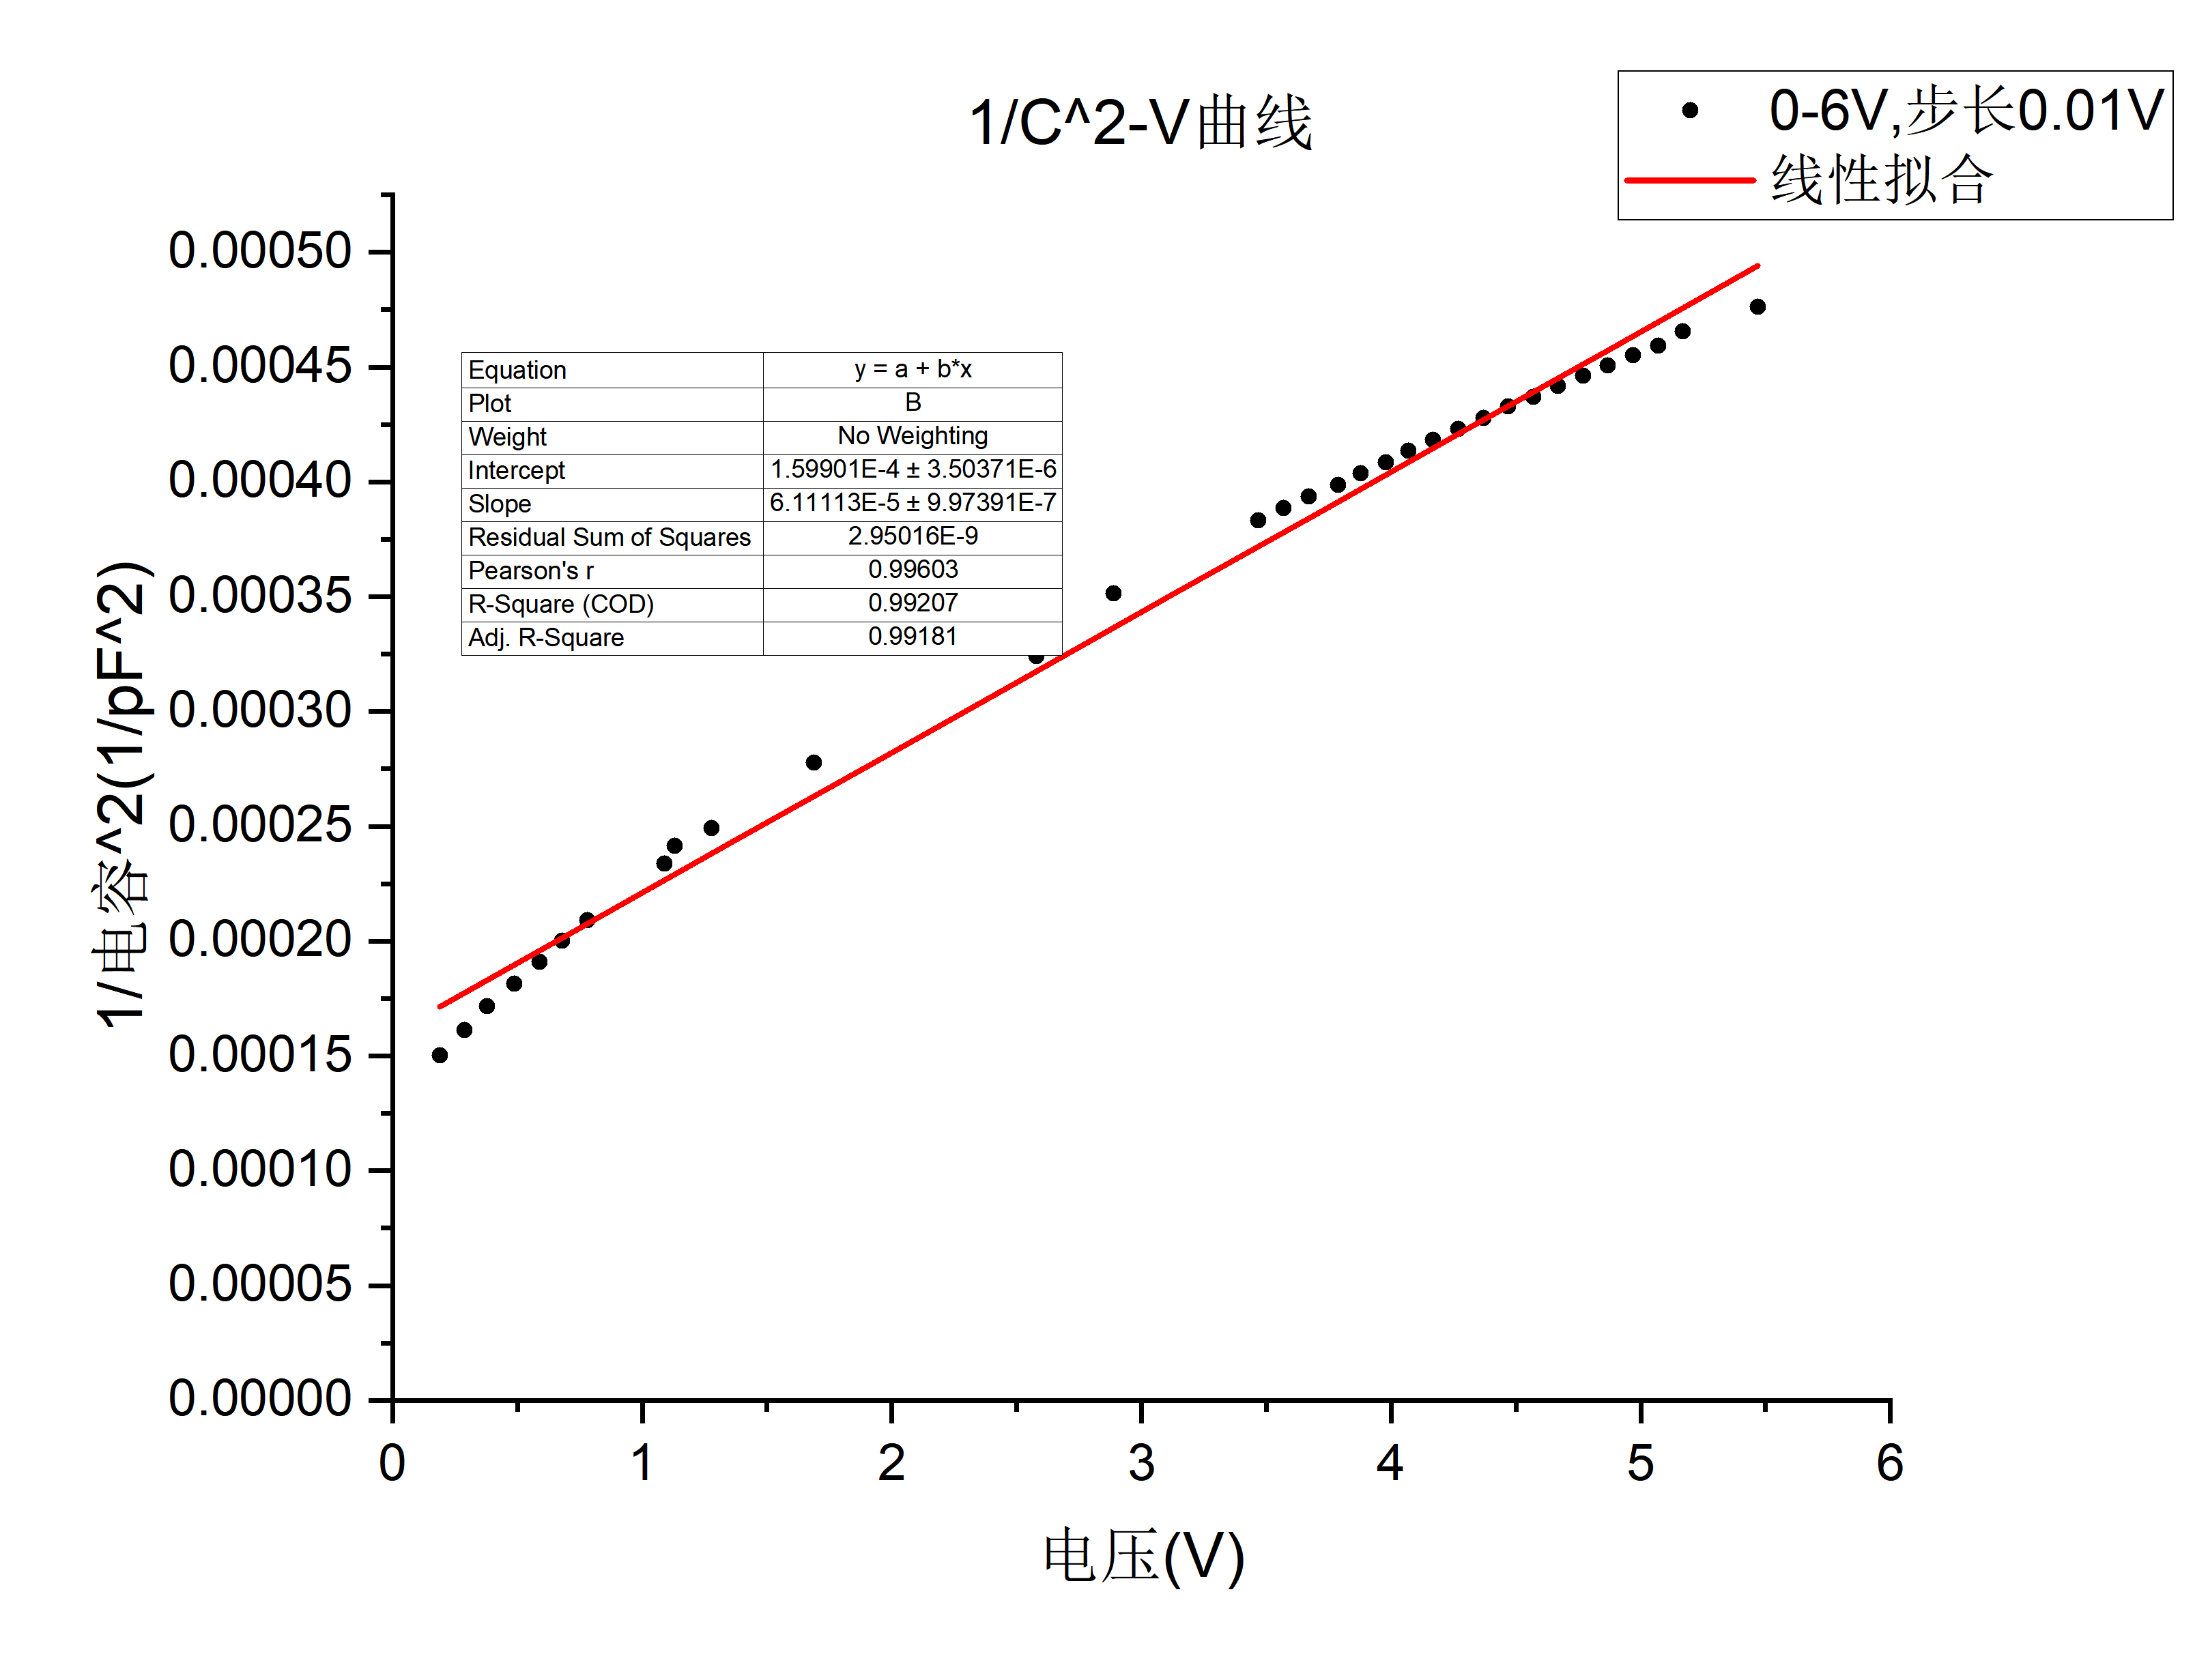 1/C^2-V曲线
0-6V,步长0.01V
线性拟合
0.00050
0.00045
0.00040
0.00035
0.00030
0.00025
0.00020
0.00015
0.00010
0.00005
0.00000
1/电容^2(1/pF^2)
Equation y = a + b*x
Plot B
Weight No Weighting
Intercept 1.59901E-4 ± 3.50371E-6
Slope 6.11113E-5 ± 9.97391E-7
Residual Sum of Squares 2.95016E-9
Pearson's r 0.99603
R-Square (COD) 0.99207
Adj. R-Square 0.99181
0 1 2 3 4 5 6
电压(V)